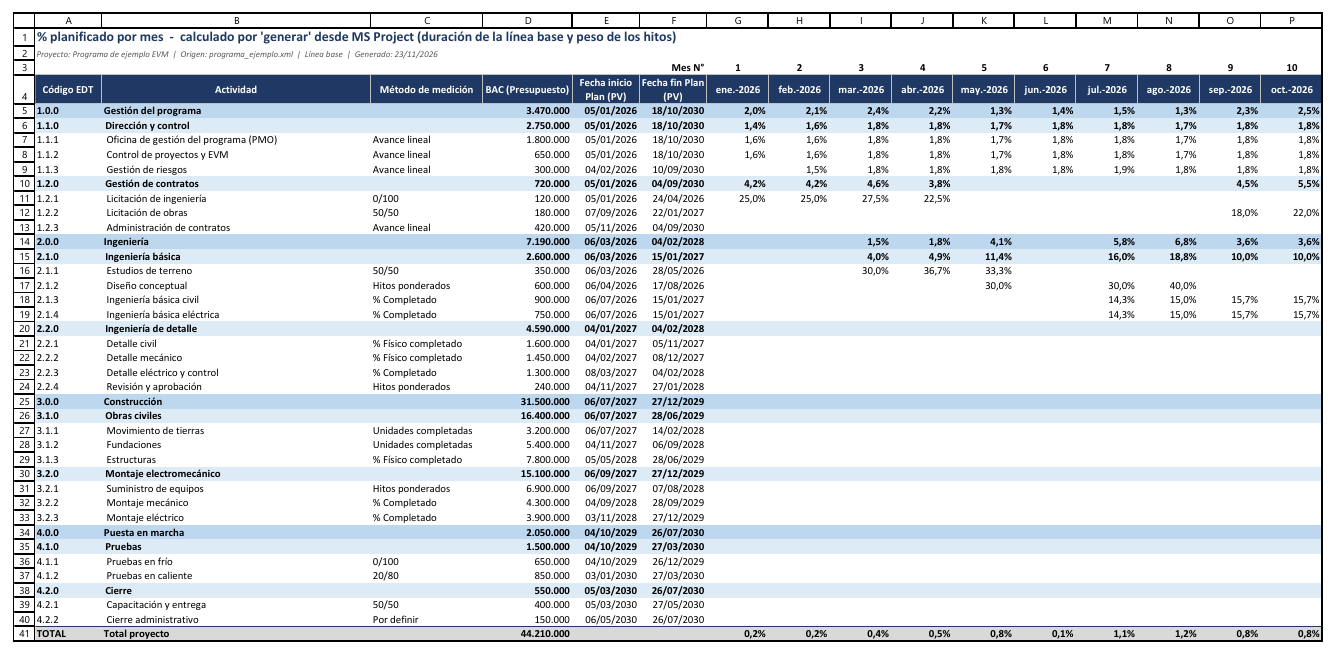 A B C D E F G H I J K L M N O P
1 % planificado por mes - calculado por 'generar' desde MS Project (duración de la línea base y peso de los hitos)
2 Proyecto: Programa de ejemplo EVM | Origen: programa_ejemplo.xml | Línea base | Generado: 23/11/2026
3 Mes N° 1 2 3 4 5 6 7 8 9 10
4 Código EDT Actividad Método de medición BAC (Presupuesto) Fecha inicio Plan (PV) Fecha fin Plan (PV) ene.-2026 feb.-2026 mar.-2026 abr.-2026 may.-2026 jun.-2026 jul.-2026 ago.-2026 sep.-2026 oct.-2026
5 1.0.0 Gestión del programa 3.470.000 05/01/2026 18/10/2030 2,0% 2,1% 2,4% 2,2% 1,3% 1,4% 1,5% 1,3% 2,3% 2,5%
6 1.1.0 Dirección y control 2.750.000 05/01/2026 18/10/2030 1,4% 1,6% 1,8% 1,8% 1,7% 1,8% 1,8% 1,7% 1,8% 1,8%
7 1.1.1 Oficina de gestión del programa (PMO) Avance lineal 1.800.000 05/01/2026 18/10/2030 1,6% 1,6% 1,8% 1,8% 1,7% 1,8% 1,8% 1,7% 1,8% 1,8%
8 1.1.2 Control de proyectos y EVM Avance lineal 650.000 05/01/2026 18/10/2030 1,6% 1,6% 1,8% 1,8% 1,7% 1,8% 1,8% 1,7% 1,8% 1,8%
9 1.1.3 Gestión de riesgos Avance lineal 300.000 04/02/2026 10/09/2030 1,5% 1,8% 1,8% 1,8% 1,8% 1,9% 1,8% 1,8% 1,8%
10 1.2.0 Gestión de contratos 720.000 05/01/2026 04/09/2030 4,2% 4,2% 4,6% 3,8% 4,5% 5,5%
11 1.2.1 Licitación de ingeniería 0/100 120.000 05/01/2026 24/04/2026 25,0% 25,0% 27,5% 22,5%
12 1.2.2 Licitación de obras 50/50 180.000 07/09/2026 22/01/2027 18,0% 22,0%
13 1.2.3 Administración de contratos Avance lineal 420.000 05/11/2026 04/09/2030
14 2.0.0 Ingeniería 7.190.000 06/03/2026 04/02/2028 1,5% 1,8% 4,1% 5,8% 6,8% 3,6% 3,6%
15 2.1.0 Ingeniería básica 2.600.000 06/03/2026 15/01/2027 4,0% 4,9% 11,4% 16,0% 18,8% 10,0% 10,0%
16 2.1.1 Estudios de terreno 50/50 350.000 06/03/2026 28/05/2026 30,0% 36,7% 33,3%
17 2.1.2 Diseño conceptual Hitos ponderados 600.000 06/04/2026 17/08/2026 30,0% 30,0% 40,0%
18 2.1.3 Ingeniería básica civil % Completado 900.000 06/07/2026 15/01/2027 14,3% 15,0% 15,7% 15,7%
19 2.1.4 Ingeniería básica eléctrica % Completado 750.000 06/07/2026 15/01/2027 14,3% 15,0% 15,7% 15,7%
20 2.2.0 Ingeniería de detalle 4.590.000 04/01/2027 04/02/2028
21 2.2.1 Detalle civil % Físico completado 1.600.000 04/01/2027 05/11/2027
22 2.2.2 Detalle mecánico % Físico completado 1.450.000 04/02/2027 08/12/2027
23 2.2.3 Detalle eléctrico y control % Físico completado 1.300.000 08/03/2027 04/02/2028
24 2.2.4 Revisión y aprobación Hitos ponderados 240.000 04/11/2027 27/01/2028
25 3.0.0 Construcción 31.500.000 06/07/2027 27/12/2029
26 3.1.0 Obras civiles 16.400.000 06/07/2027 28/06/2029
27 3.1.1 Movimiento de tierras Unidades completadas 3.200.000 06/07/2027 14/02/2028
28 3.1.2 Fundaciones Unidades completadas 5.400.000 04/11/2027 06/09/2028
29 3.1.3 Estructuras % Físico completado 7.800.000 05/05/2028 28/06/2029
30 3.2.0 Montaje electromecánico 15.100.000 06/09/2027 27/12/2029
31 3.2.1 Suministro de equipos Hitos ponderados 6.900.000 06/09/2027 07/08/2028
32 3.2.2 Montaje mecánico % Completado 4.300.000 04/09/2028 28/09/2029
33 3.2.3 Montaje eléctrico % Completado 3.900.000 03/11/2028 27/12/2029
34 4.0.0 Puesta en marcha 2.050.000 04/10/2029 26/07/2030
35 4.1.0 Pruebas 1.500.000 04/10/2029 27/03/2030
36 4.1.1 Pruebas en frío 0/100 650.000 04/10/2029 26/12/2029
37 4.1.2 Pruebas en caliente 20/80 850.000 03/01/2030 27/03/2030
38 4.2.0 Cierre 550.000 05/03/2030 26/07/2030
39 4.2.1 Capacitación y entrega 50/50 400.000 05/03/2030 27/05/2030
40 4.2.2 Cierre administrativo Por definir 150.000 06/05/2030 26/07/2030
41 TOTAL Total proyecto 44.210.000 0,2% 0,2% 0,4% 0,5% 0,8% 0,1% 1,1% 1,2% 0,8% 0,8%